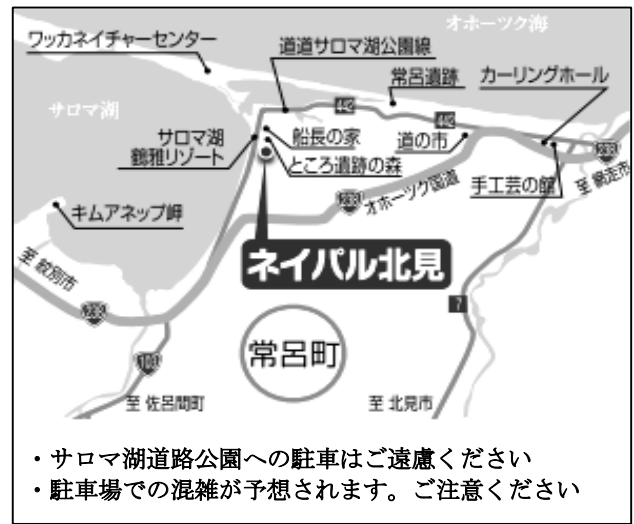 オホーツク海
ワッカネイチャーセンター
道道サロマ湖公園線
常呂遺跡
カーリングホール
サロマ湖
442
442
サロマ湖
鶴雅リゾート
船長の家
ところ遺跡の森
道の市
238
至 網走市
手工芸の館
キムアネップ岬
238
オホーツク国道
至 紋別市
ネイパル北見
7
238
常呂町
103
至 佐呂間町
至 北見市
・サロマ湖道路公園への駐車はご遠慮ください
・駐車場での混雑が予想されます。ご注意ください